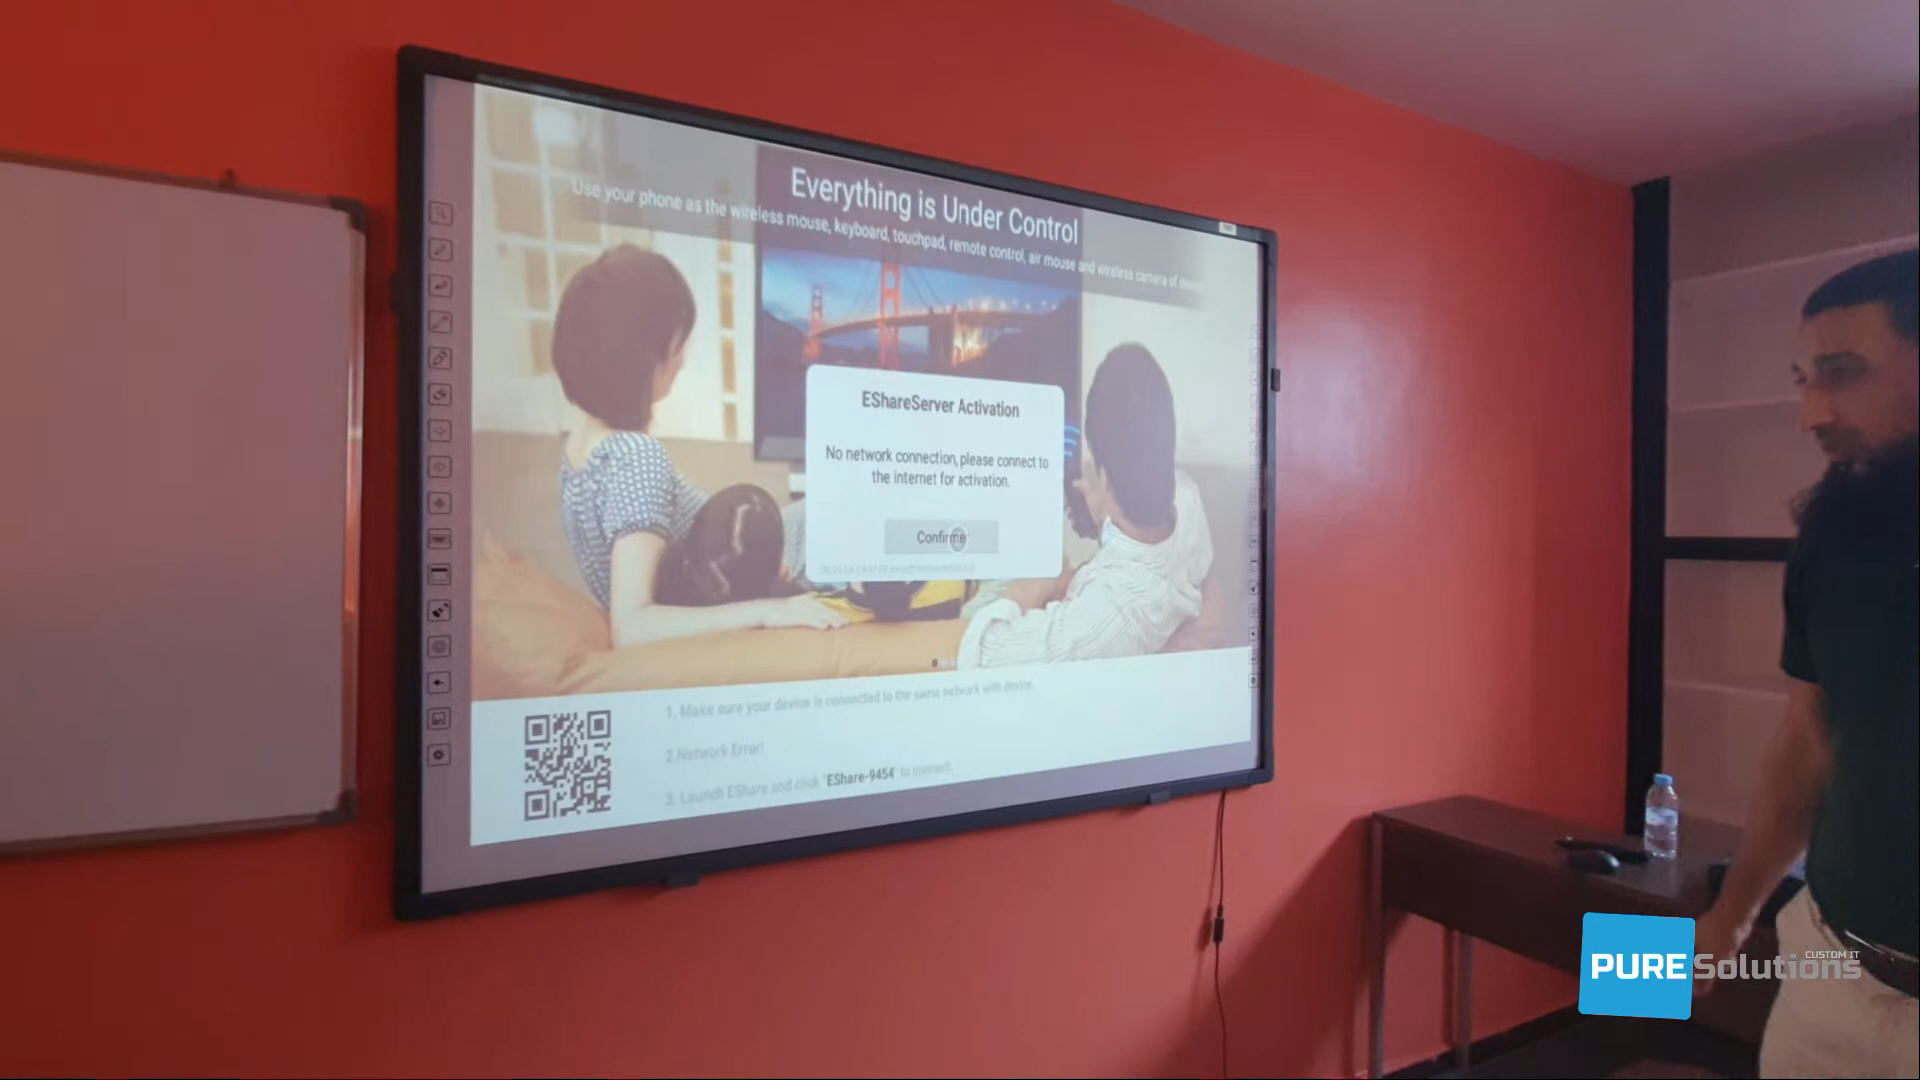 Everything is Under Control
Use your phone as the wireless mouse, keyboard, touchpad, remote control, air mouse and wireless camera of
EShareServer Activation
No network connection, please connect to
the internet for activation.
Confirmer
1. Make sure your device is connected to the same network with device.
2.Network Error!
3. Launch EShare and click "EShare-9454" to connect.
CUSTOM IT
PURE Solutions